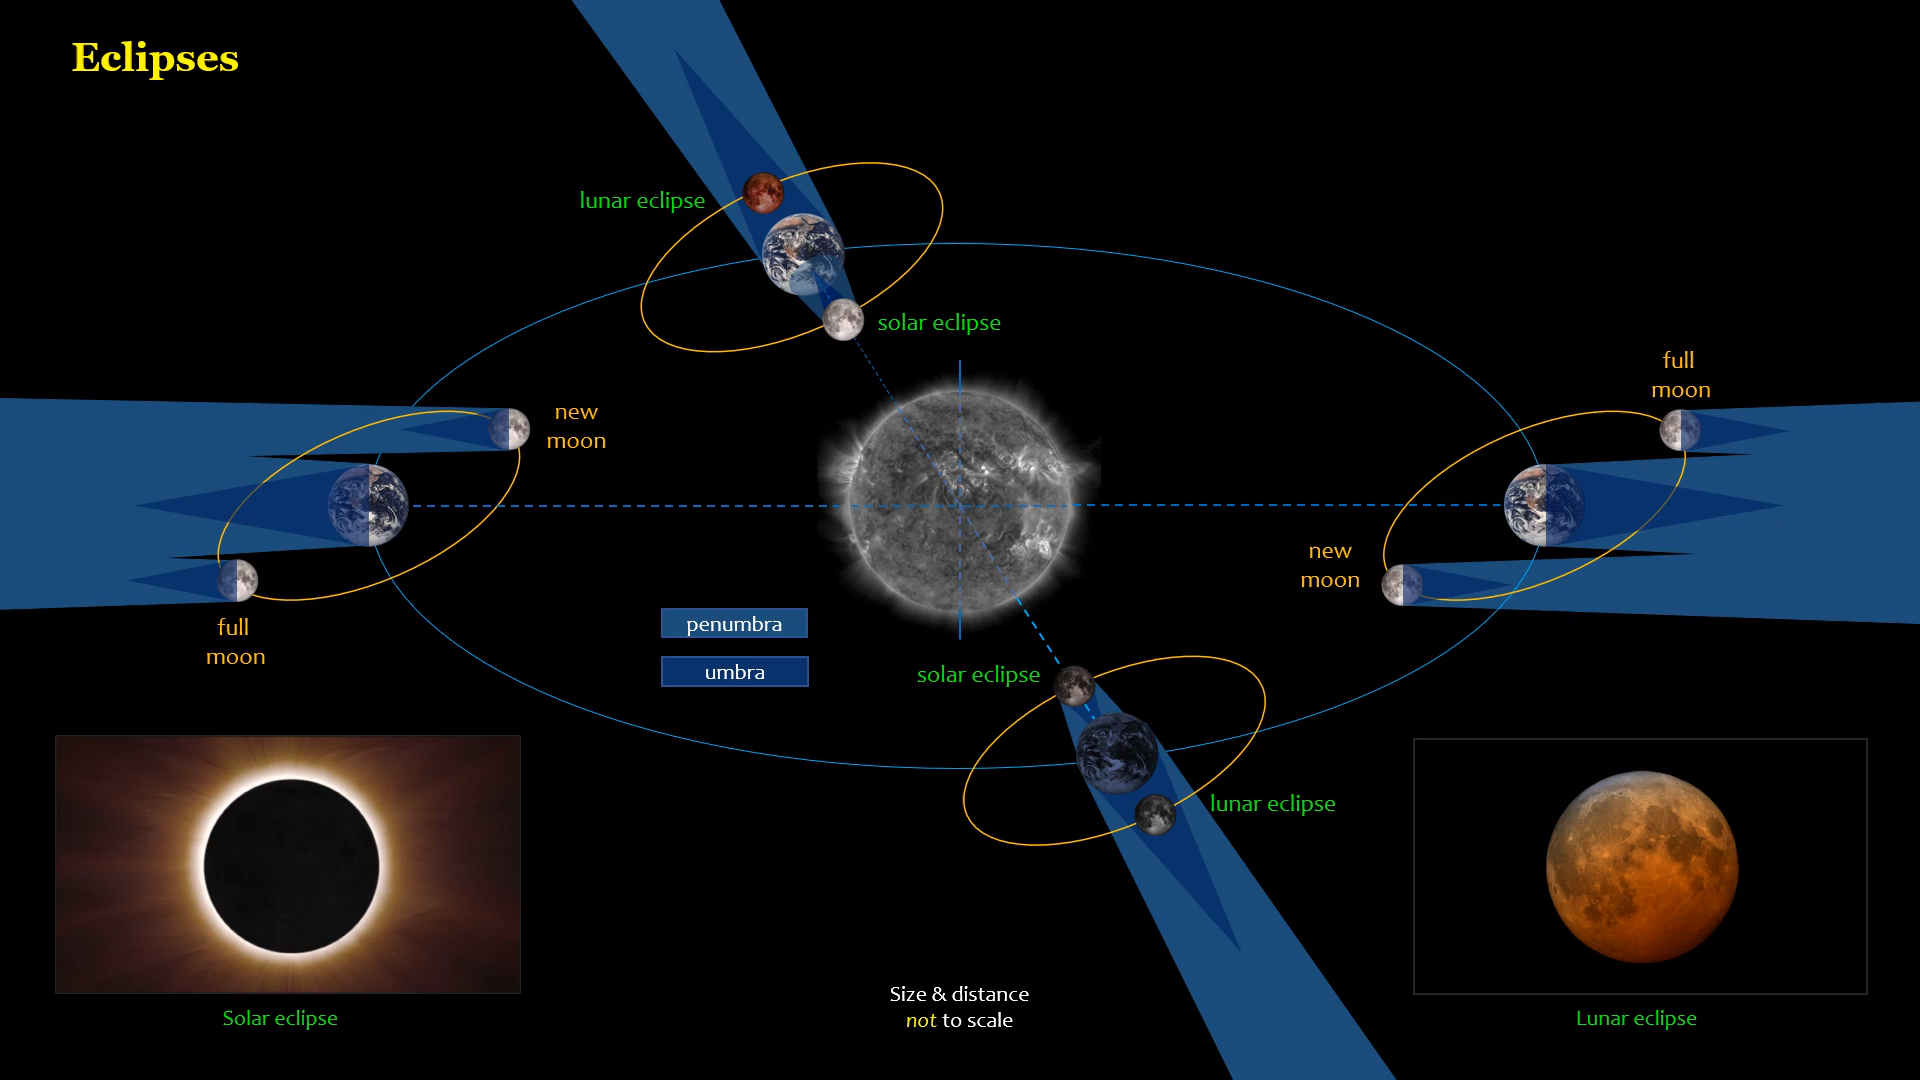 Eclipses
lunar eclipse
solar eclipse
full
moon
new
moon
new
moon
full
moon
penumbra
umbra
solar eclipse
lunar eclipse
Size & distance
not to scale
Solar eclipse
Lunar eclipse